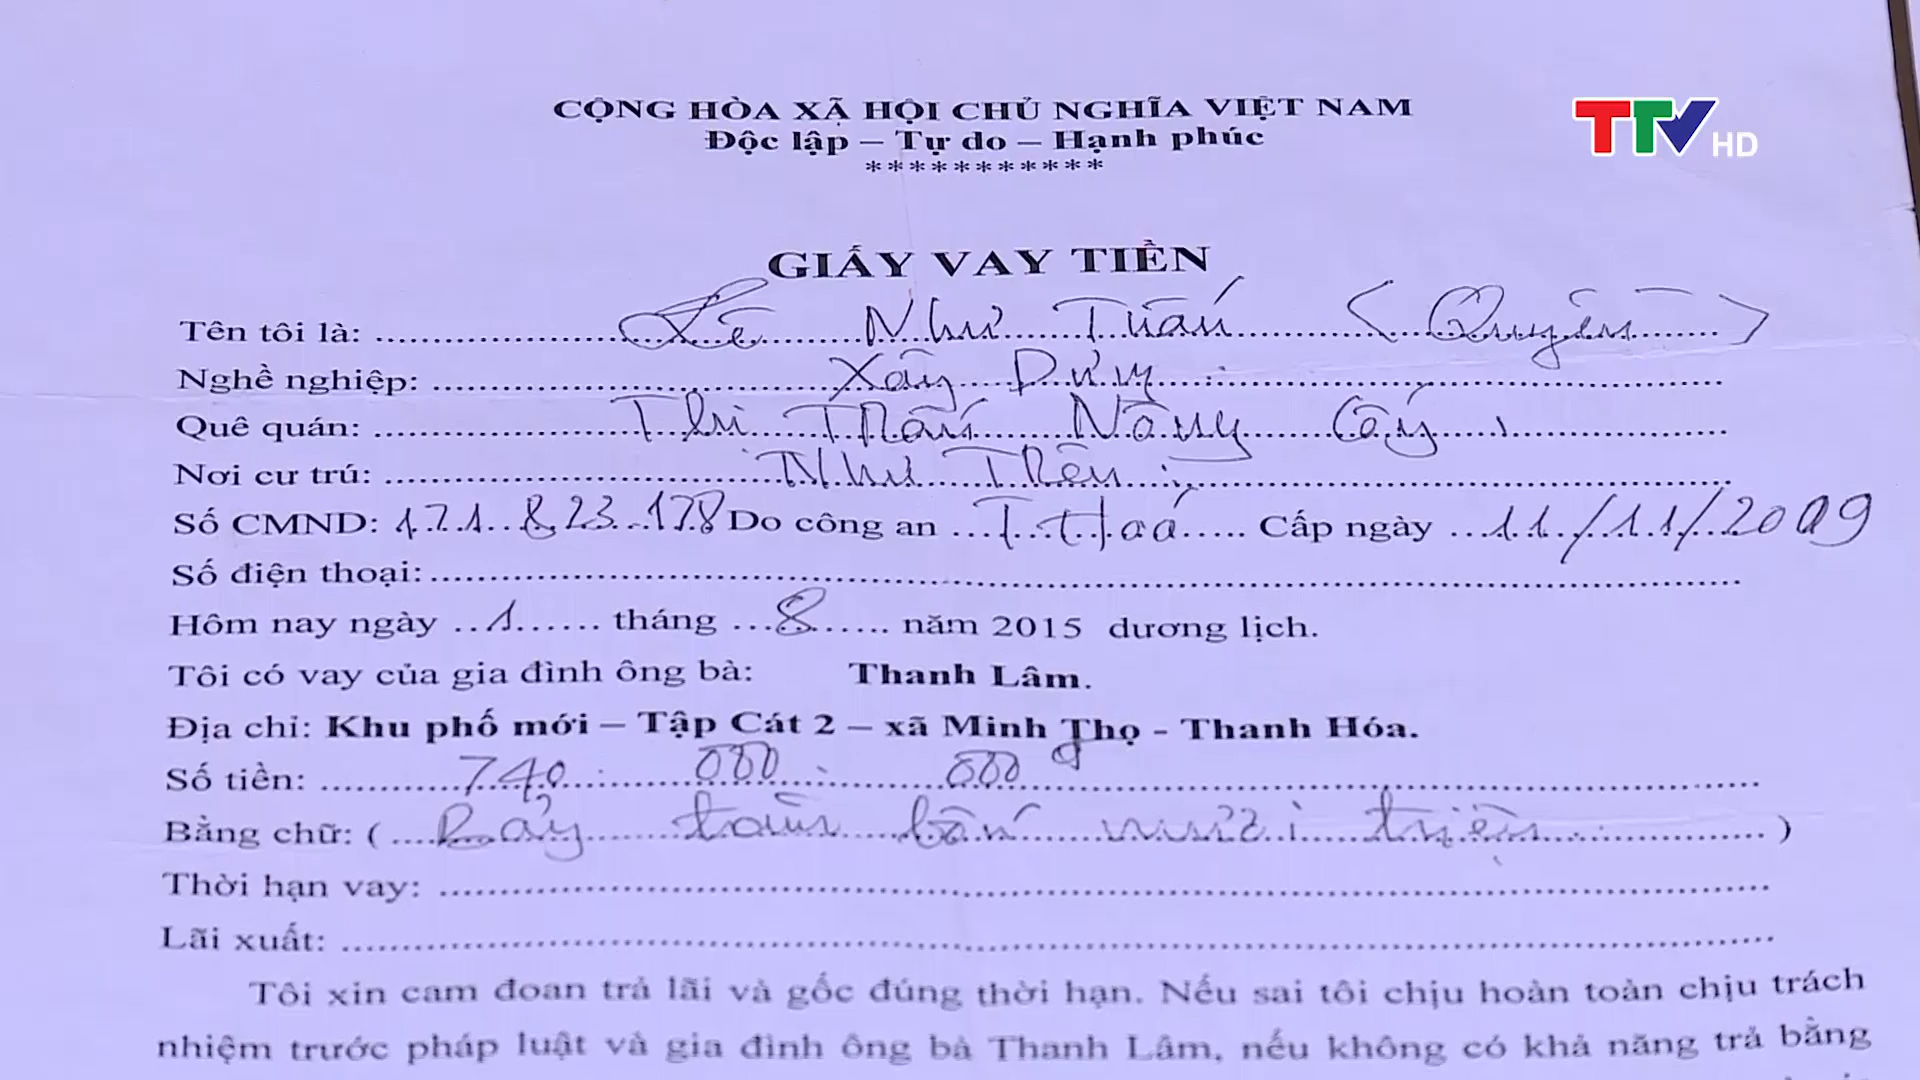 CỘNG HÒA XÃ HỘI CHỦ NGHĨA VIỆT NAM
TTV HD
Độc lập – Tự do – Hạnh phúc
***********
GIẤY VAY TIỀN
Tên tôi là: Lê Như Tuấn (Quyền)
Nghề nghiệp: Xây Dựng
Quê quán: Thị Trấn Nông Cống
Nơi cư trú: Như Trên
Số CMND: 171.823.178 Do công an T.Hoá Cấp ngày 11/11/2009
Số điện thoại:
Hôm nay ngày 1 tháng 8 năm 2015 dương lịch.
Tôi có vay của gia đình ông bà: Thanh Lâm.
Địa chỉ: Khu phố mới – Tập Cát 2 – xã Minh Thọ - Thanh Hóa.
Số tiền: 740.000.000đ
Bằng chữ: ( Bảy trăm bốn mươi triệu )
Thời hạn vay:
Lãi xuất:
Tôi xin cam đoan trả lãi và gốc đúng thời hạn. Nếu sai tôi chịu hoàn toàn chịu trách
nhiệm trước pháp luật và gia đình ông bà Thanh Lâm, nếu không có khả năng trả bằng